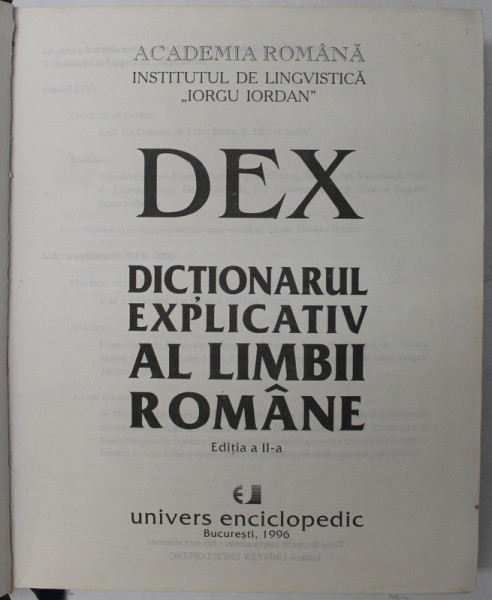 ACADEMIA ROMÂNĂ
INSTITUTUL DE LINGVISTICĂ
„IORGU IORDAN”
DEX
DICȚIONARUL
EXPLICATIV
AL LIMBII
ROMÂNE
Ediția a II-a
univers enciclopedic
București, 1996